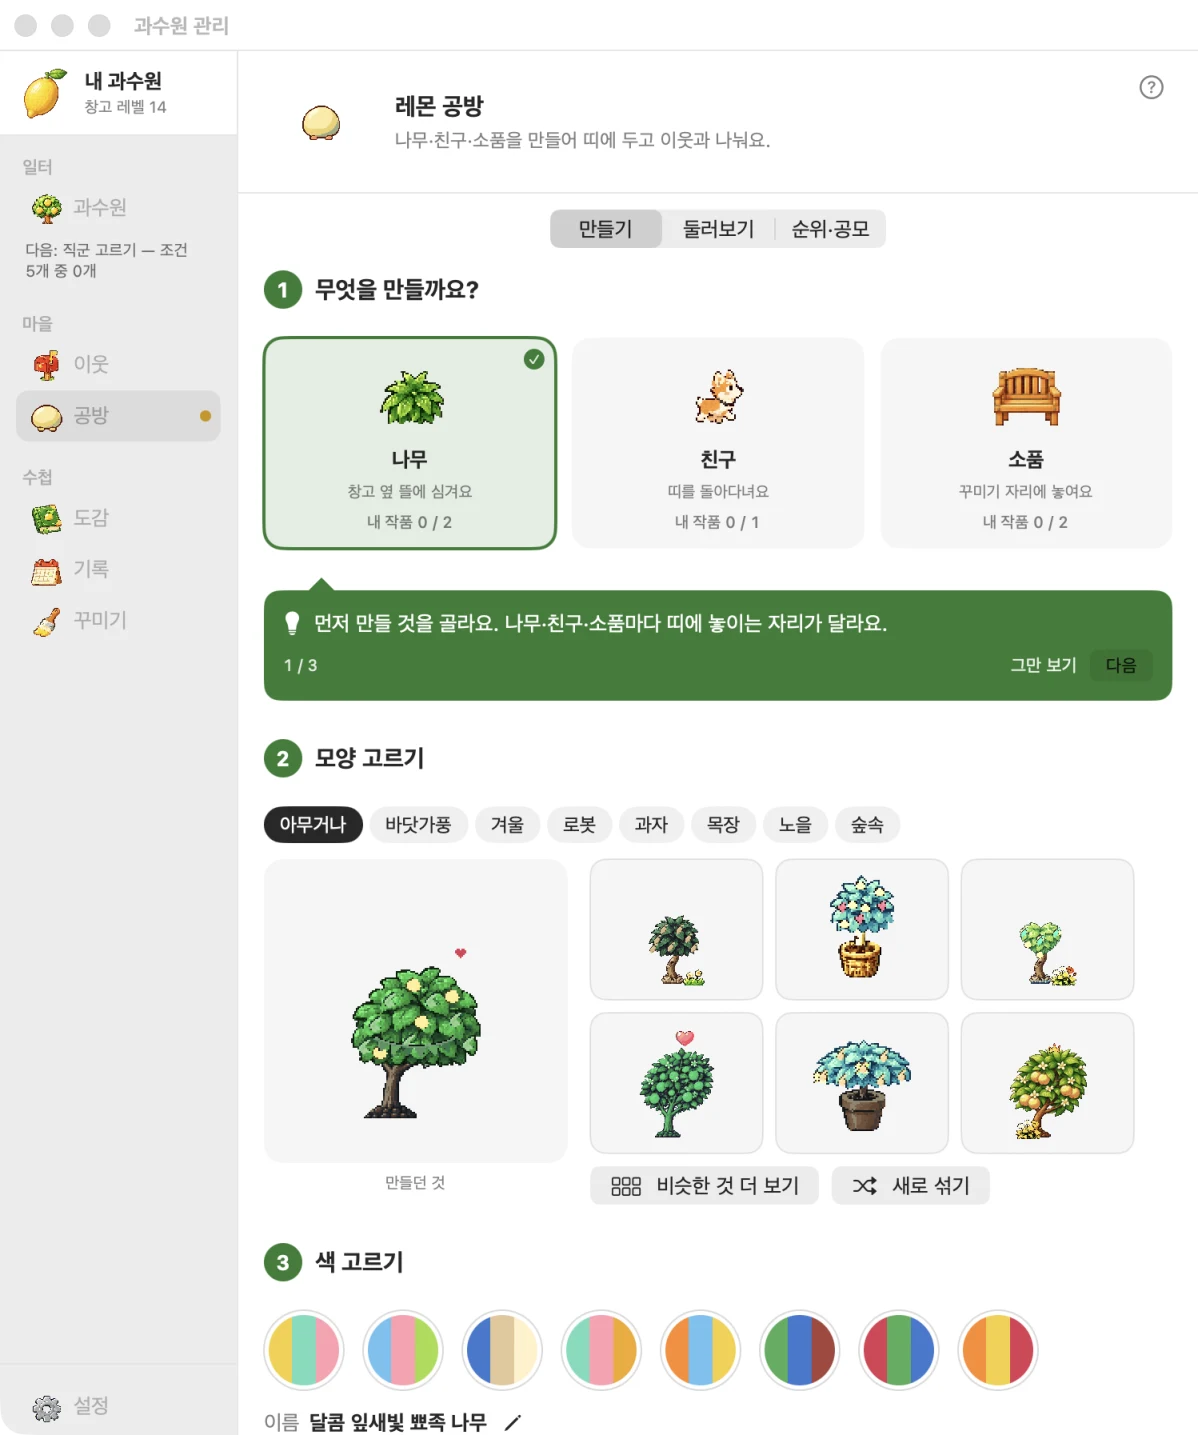 과수원 관리
내 과수원
창고 레벨 14
일터
과수원
다음: 직군 고르기 — 조건
5개 중 0개
마을
이웃
공방
수첩
도감
기록
꾸미기
설정
레몬 공방
나무·친구·소품을 만들어 띠에 두고 이웃과 나눠요.
?
만들기
둘러보기
순위·공모
1 무엇을 만들까요?
나무
창고 옆 뜰에 심겨요
내 작품 0 / 2
친구
띠를 돌아다녀요
내 작품 0 / 1
소품
꾸미기 자리에 놓여요
내 작품 0 / 2
먼저 만들 것을 골라요. 나무·친구·소품마다 띠에 놓이는 자리가 달라요.
1 / 3
그만 보기
다음
2 모양 고르기
아무거나
바닷가풍
겨울
로봇
과자
목장
노을
숲속
만들던 것
비슷한 것 더 보기
새로 섞기
3 색 고르기
이름 달콤 잎새빛 뾰족 나무